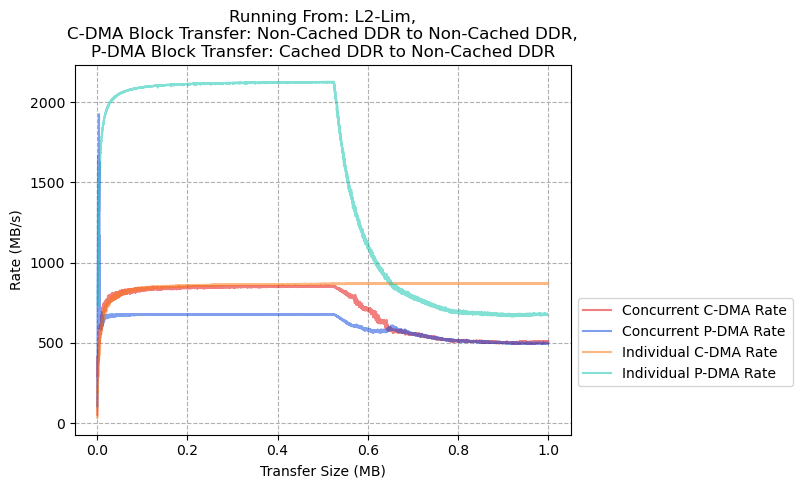 Running From: L2-Lim,
C-DMA Block Transfer: Non-Cached DDR to Non-Cached DDR,
P-DMA Block Transfer: Cached DDR to Non-Cached DDR
2000
1500
1000
500
0
Rate (MB/s)
0.0 0.2 0.4 0.6 0.8 1.0
Transfer Size (MB)
Concurrent C-DMA Rate
Concurrent P-DMA Rate
Individual C-DMA Rate
Individual P-DMA Rate